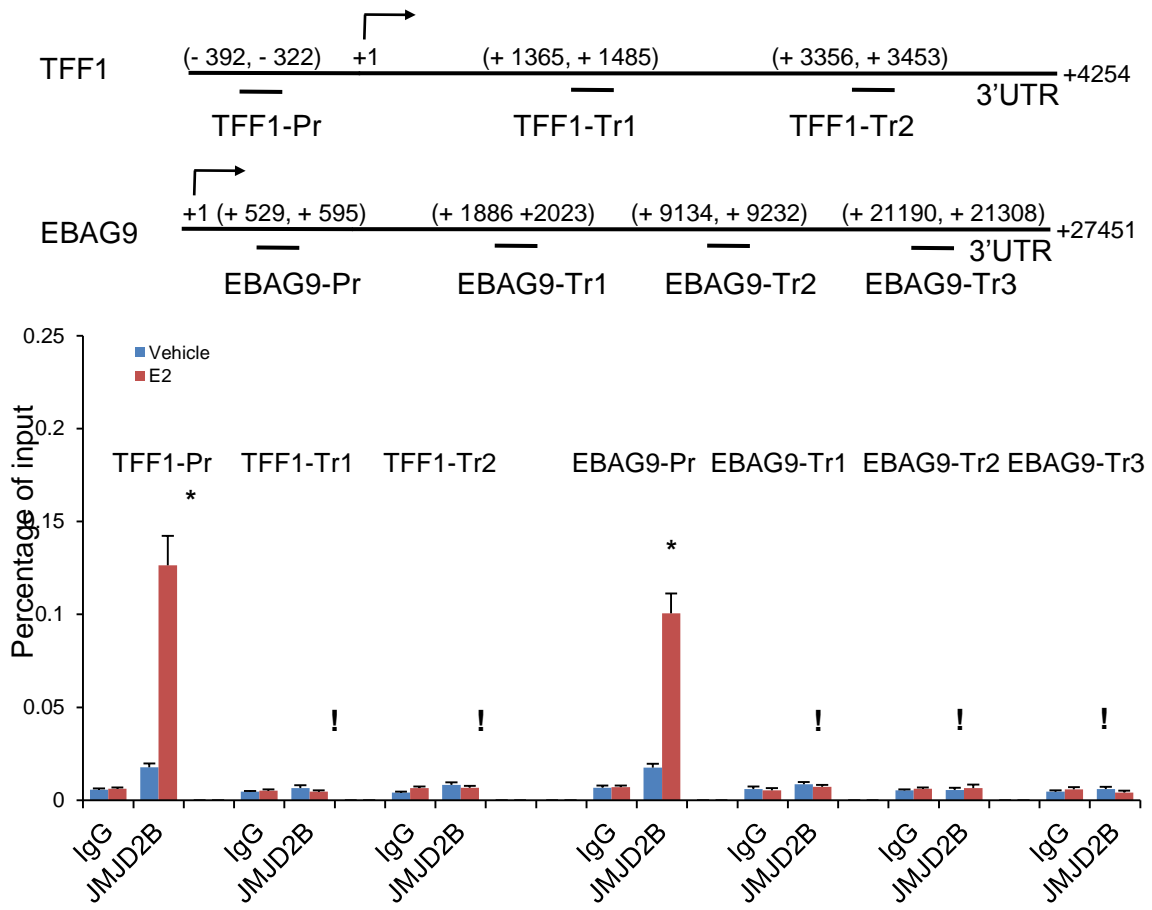 (- 392, - 322) +1 (+ 1365, + 1485) (+ 3356, + 3453)
TFF1 +4254
3’UTR
TFF1-Pr TFF1-Tr1 TFF1-Tr2
+1 (+ 529, + 595) (+ 1886 +2023) (+ 9134, + 9232) (+ 21190, + 21308)
EBAG9 +27451
3’UTR
EBAG9-Pr EBAG9-Tr1 EBAG9-Tr2 EBAG9-Tr3
Percentage of input
0.25
Vehicle
E2
0.2
TFF1-Pr TFF1-Tr1 TFF1-Tr2 EBAG9-Pr EBAG9-Tr1 EBAG9-Tr2 EBAG9-Tr3
*
0.15
*
0.1
0.05
! ! ! ! !
0
IgG JMJD2B IgG JMJD2B IgG JMJD2B IgG JMJD2B IgG JMJD2B IgG JMJD2B IgG JMJD2B